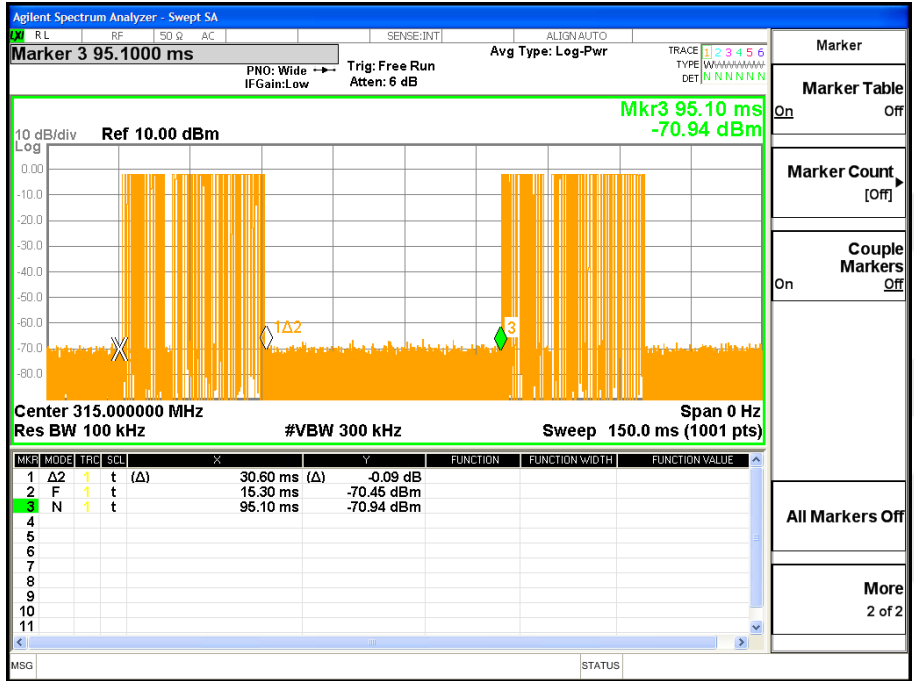 Agilent Spectrum Analyzer - Swept SA
LXI RL RF 50 Ω AC SENSE:INT ALIGNAUTO
Marker 3 95.1000 ms
PNO: Wide
IFGain:Low
Trig: Free Run
Atten: 6 dB
Avg Type: Log-Pwr
TRACE 1 2 3 4 5 6
TYPE WWWWWWW
DET N N N N N N
Mkr3 95.10 ms
-70.94 dBm
10 dB/div Ref 10.00 dBm
Log
0.00
-10.0
-20.0
-30.0
-40.0
-50.0
-60.0
-70.0
-80.0
X
1Δ2
3
Center 315.000000 MHz Span 0 Hz
Res BW 100 kHz #VBW 300 kHz Sweep 150.0 ms (1001 pts)
MKR MODE TRC SCL X Y FUNCTION FUNCTION WIDTH FUNCTION VALUE
1 Δ2 1 t (Δ) 30.60 ms (Δ) -0.09 dB
2 F 1 t 15.30 ms -70.45 dBm
3 N 1 t 95.10 ms -70.94 dBm
4
5
6
7
8
9
10
11
MSG STATUS
Marker
Marker Table
On Off
Marker Count
[Off]
Couple
Markers
On Off
All Markers Off
More
2 of 2